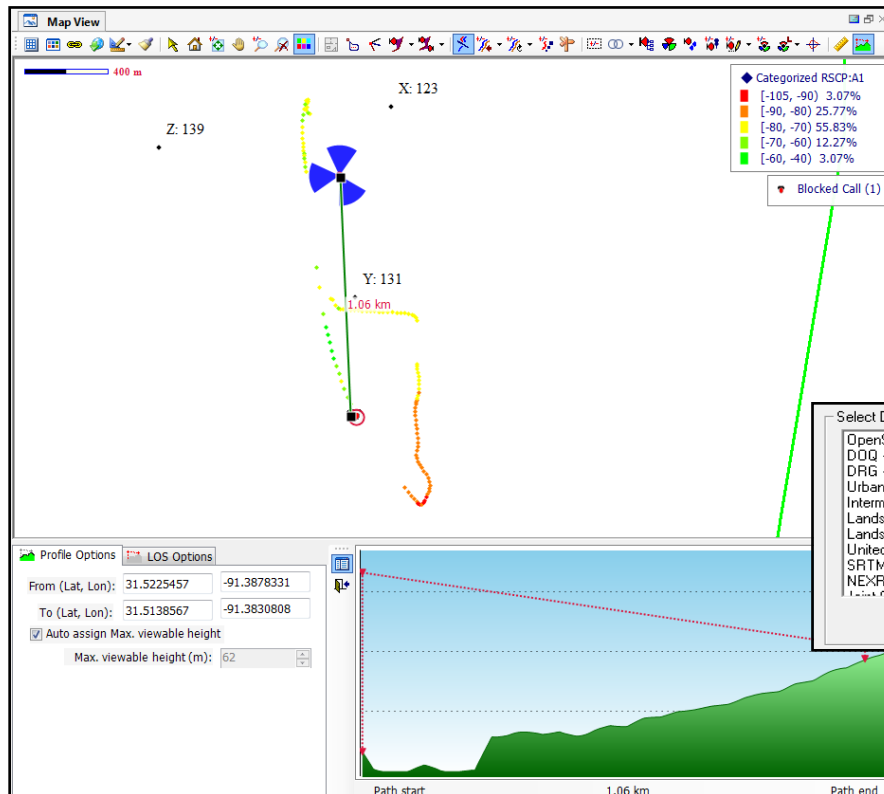 Map View
400 m
X: 123
Z: 139
Y: 131
1.06 km
Categorized RSCP:A1
[-105, -90) 3.07%
[-90, -80) 25.77%
[-80, -70) 55.83%
[-70, -60) 12.27%
[-60, -40) 3.07%
Blocked Call (1)
Select D
OpenS
DOQ -
DRG -
Urban
Interm
Lands
Lands
United
SRTM
NEXR
Profile Options
LOS Options
From (Lat, Lon): 31.5225457 -91.3878331
To (Lat, Lon): 31.5138567 -91.3830808
Auto assign Max. viewable height
Max. viewable height (m): 62
Path start 1.06 km Path end